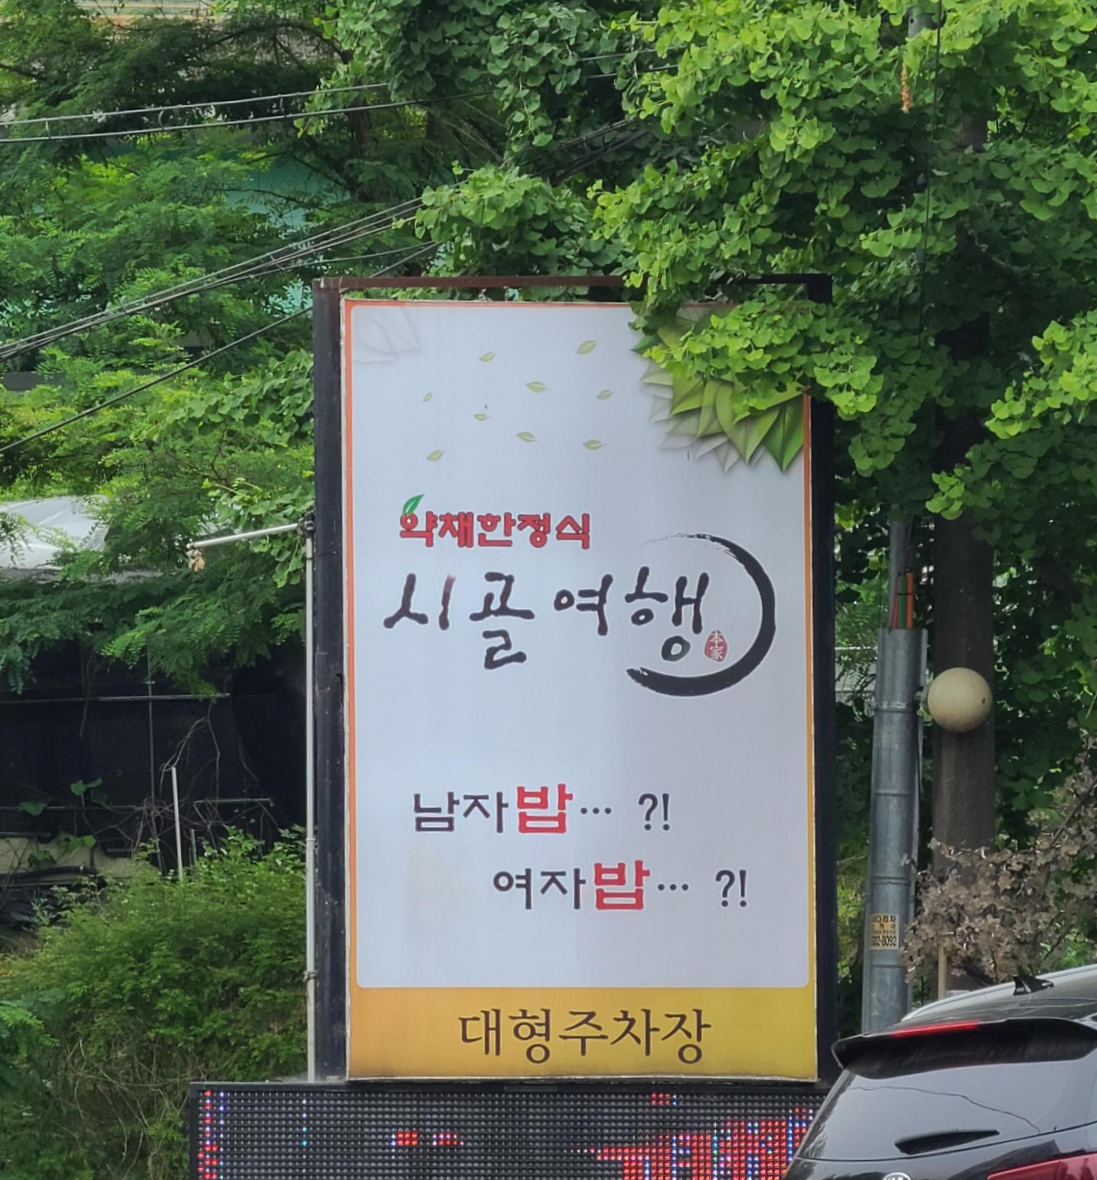 약채한정식
시골여행
本家
남자밥… ?!
여자밥… ?!
대형주차장